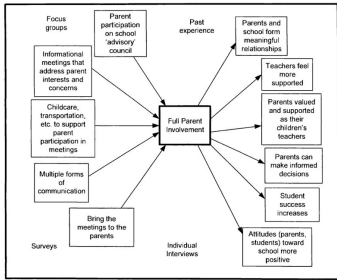 Focus
groups
Parent
participation
on school
'advisory'
council
Past
experience
Parents and
school form
meaningful
relationships
Informational
meetings that
address parent
interests and
concerns
Teachers feel
more
supported
Childcare,
transportation,
etc. to support
parent
participation in
meetings
Full Parent
Involvement
Parents valued
and supported
as their
children's
teachers
Multiple forms
of
communication
Parents can
make informed
decisions
Student
success
increases
Bring the
meetings to the
parents
Attitudes (parents,
students) toward
school more
positive
Surveys
Individual
Interviews